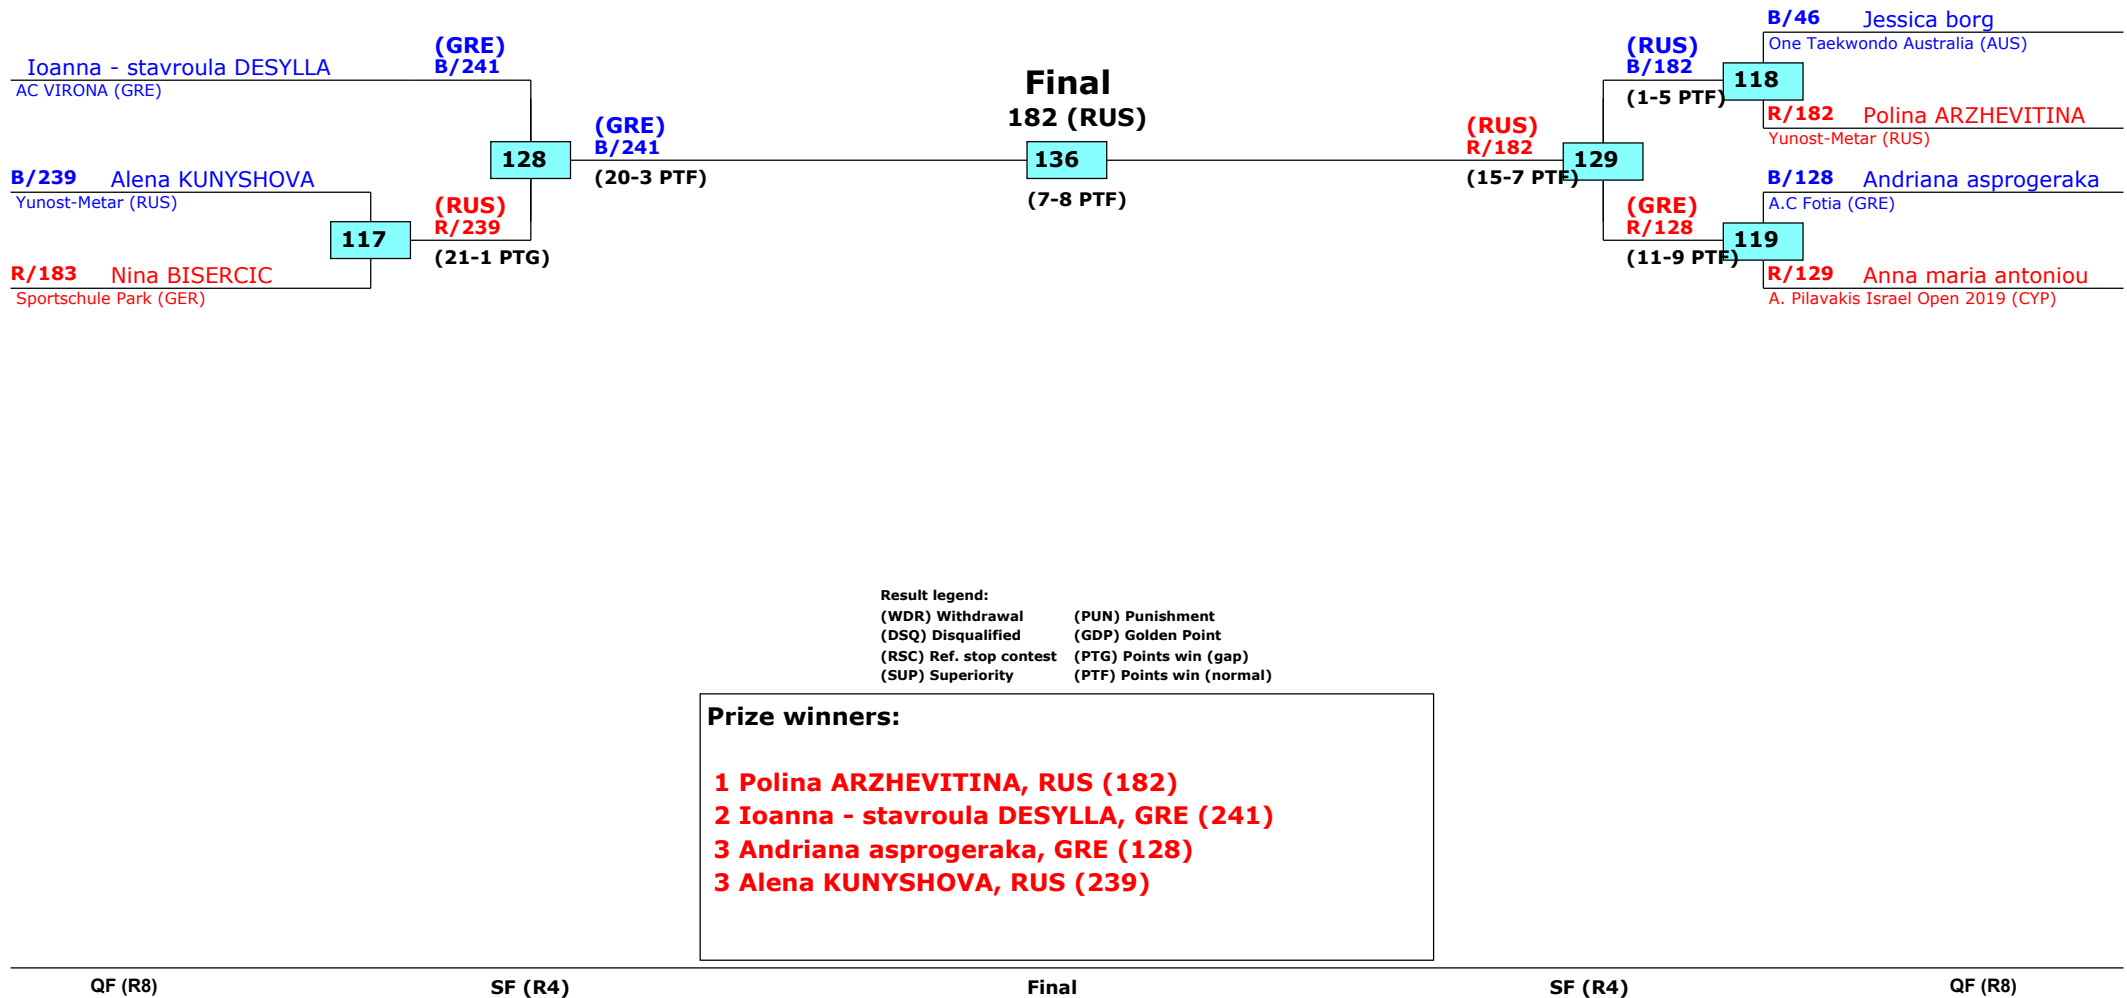 B/46 Jessica borg
One Taekwondo Australia (AUS)
(GRE)
B/241
(RUS)
B/182
Ioanna - stavroula DESYLLA
AC VIRONA (GRE)
Final
182 (RUS)
118
(1-5 PTF)
R/182 Polina ARZHEVITINA
Yunost-Metar (RUS)
(GRE)
B/241
(RUS)
R/182
128
136
129
(20-3 PTF)
(7-8 PTF)
(15-7 PTF)
B/239 Alena KUNYSHOVA
Yunost-Metar (RUS)
B/128 Andriana asprogeraka
A.C Fotia (GRE)
(RUS)
R/239
(GRE)
R/128
117
119
(21-1 PTG)
(11-9 PTF)
R/183 Nina BISERCIC
Sportschule Park (GER)
R/129 Anna maria antoniou
A. Pilavakis Israel Open 2019 (CYP)
Result legend:
(WDR) Withdrawal (PUN) Punishment
(DSQ) Disqualified (GDP) Golden Point
(RSC) Ref. stop contest (PTG) Points win (gap)
(SUP) Superiority (PTF) Points win (normal)
Prize winners:
1 Polina ARZHEVITINA, RUS (182)
2 Ioanna - stavroula DESYLLA, GRE (241)
3 Andriana asprogeraka, GRE (128)
3 Alena KUNYSHOVA, RUS (239)
QF (R8) SF (R4) Final SF (R4) QF (R8)